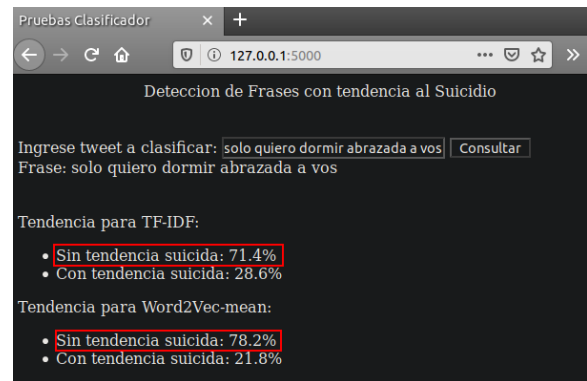 Pruebas Clasificador
127.0.0.1:5000
Deteccion de Frases con tendencia al Suicidio
Ingrese tweet a clasificar: solo quiero dormir abrazada a vos Consultar
Frase: solo quiero dormir abrazada a vos
Tendencia para TF-IDF:
Sin tendencia suicida: 71.4%
Con tendencia suicida: 28.6%
Tendencia para Word2Vec-mean:
Sin tendencia suicida: 78.2%
Con tendencia suicida: 21.8%